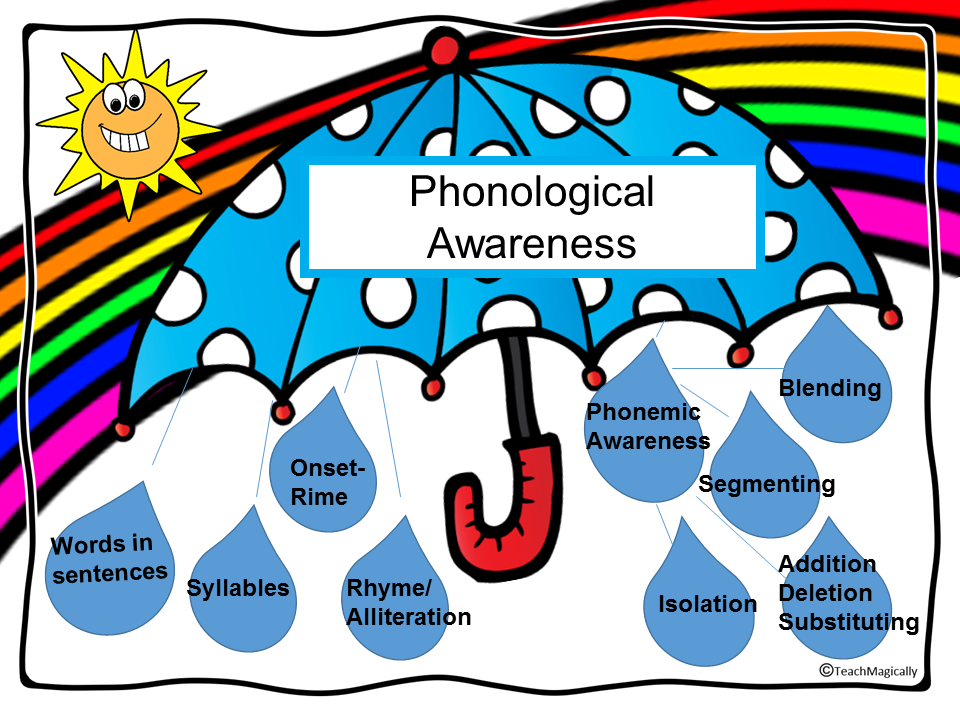 Phonological
Awareness
Blending
Phonemic
Awareness
Onset-
Rime
Segmenting
Words in
sentences
Syllables
Rhyme/
Alliteration
Isolation
Addition
Deletion
Substituting
©TeachMagically